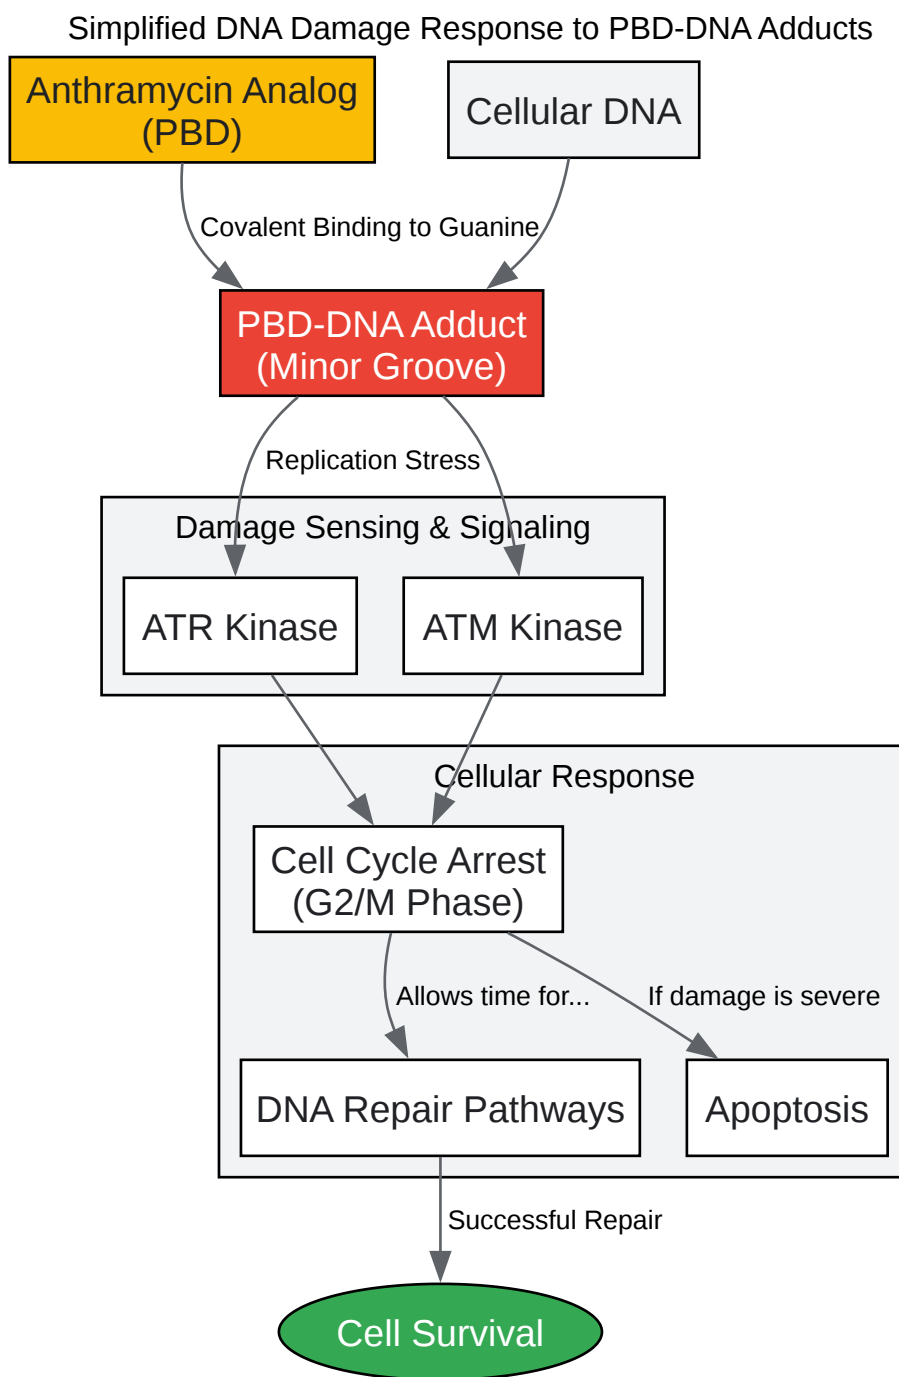 Simplified DNA Damage Response to PBD-DNA Adducts
Anthramycin Analog
(PBD)
Cellular DNA
Covalent Binding to Guanine
PBD-DNA Adduct
(Minor Groove)
Replication Stress
Damage Sensing & Signaling
ATR Kinase
ATM Kinase
Cellular Response
Cell Cycle Arrest
(G2/M Phase)
Allows time for...
If damage is severe
DNA Repair Pathways
Apoptosis
Successful Repair
Cell Survival